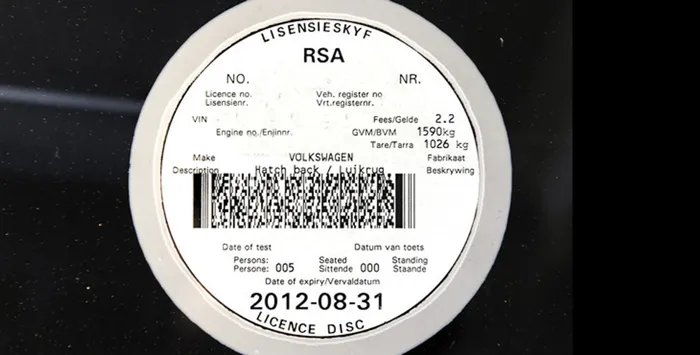 LISENSIESKYF
RSA
NO. NR.
Licence no. Veh. register no
Lisensienr. Vrt.registernr.
VIN Fees/Gelde 2.2
Engine no./Enjinnr. GVM/BVM 1590kg
Tare/Tarra 1026 kg
Make VOLKSWAGEN Fabrikaat
Description Hatch back / Luikrug Beskrywing
Date of test Datum van toets
Persons: Seated Standing
Persone: 005 Sittende 000 Staande
Date of expiry/Vervaldatum
2012-08-31
LICENCE DISC